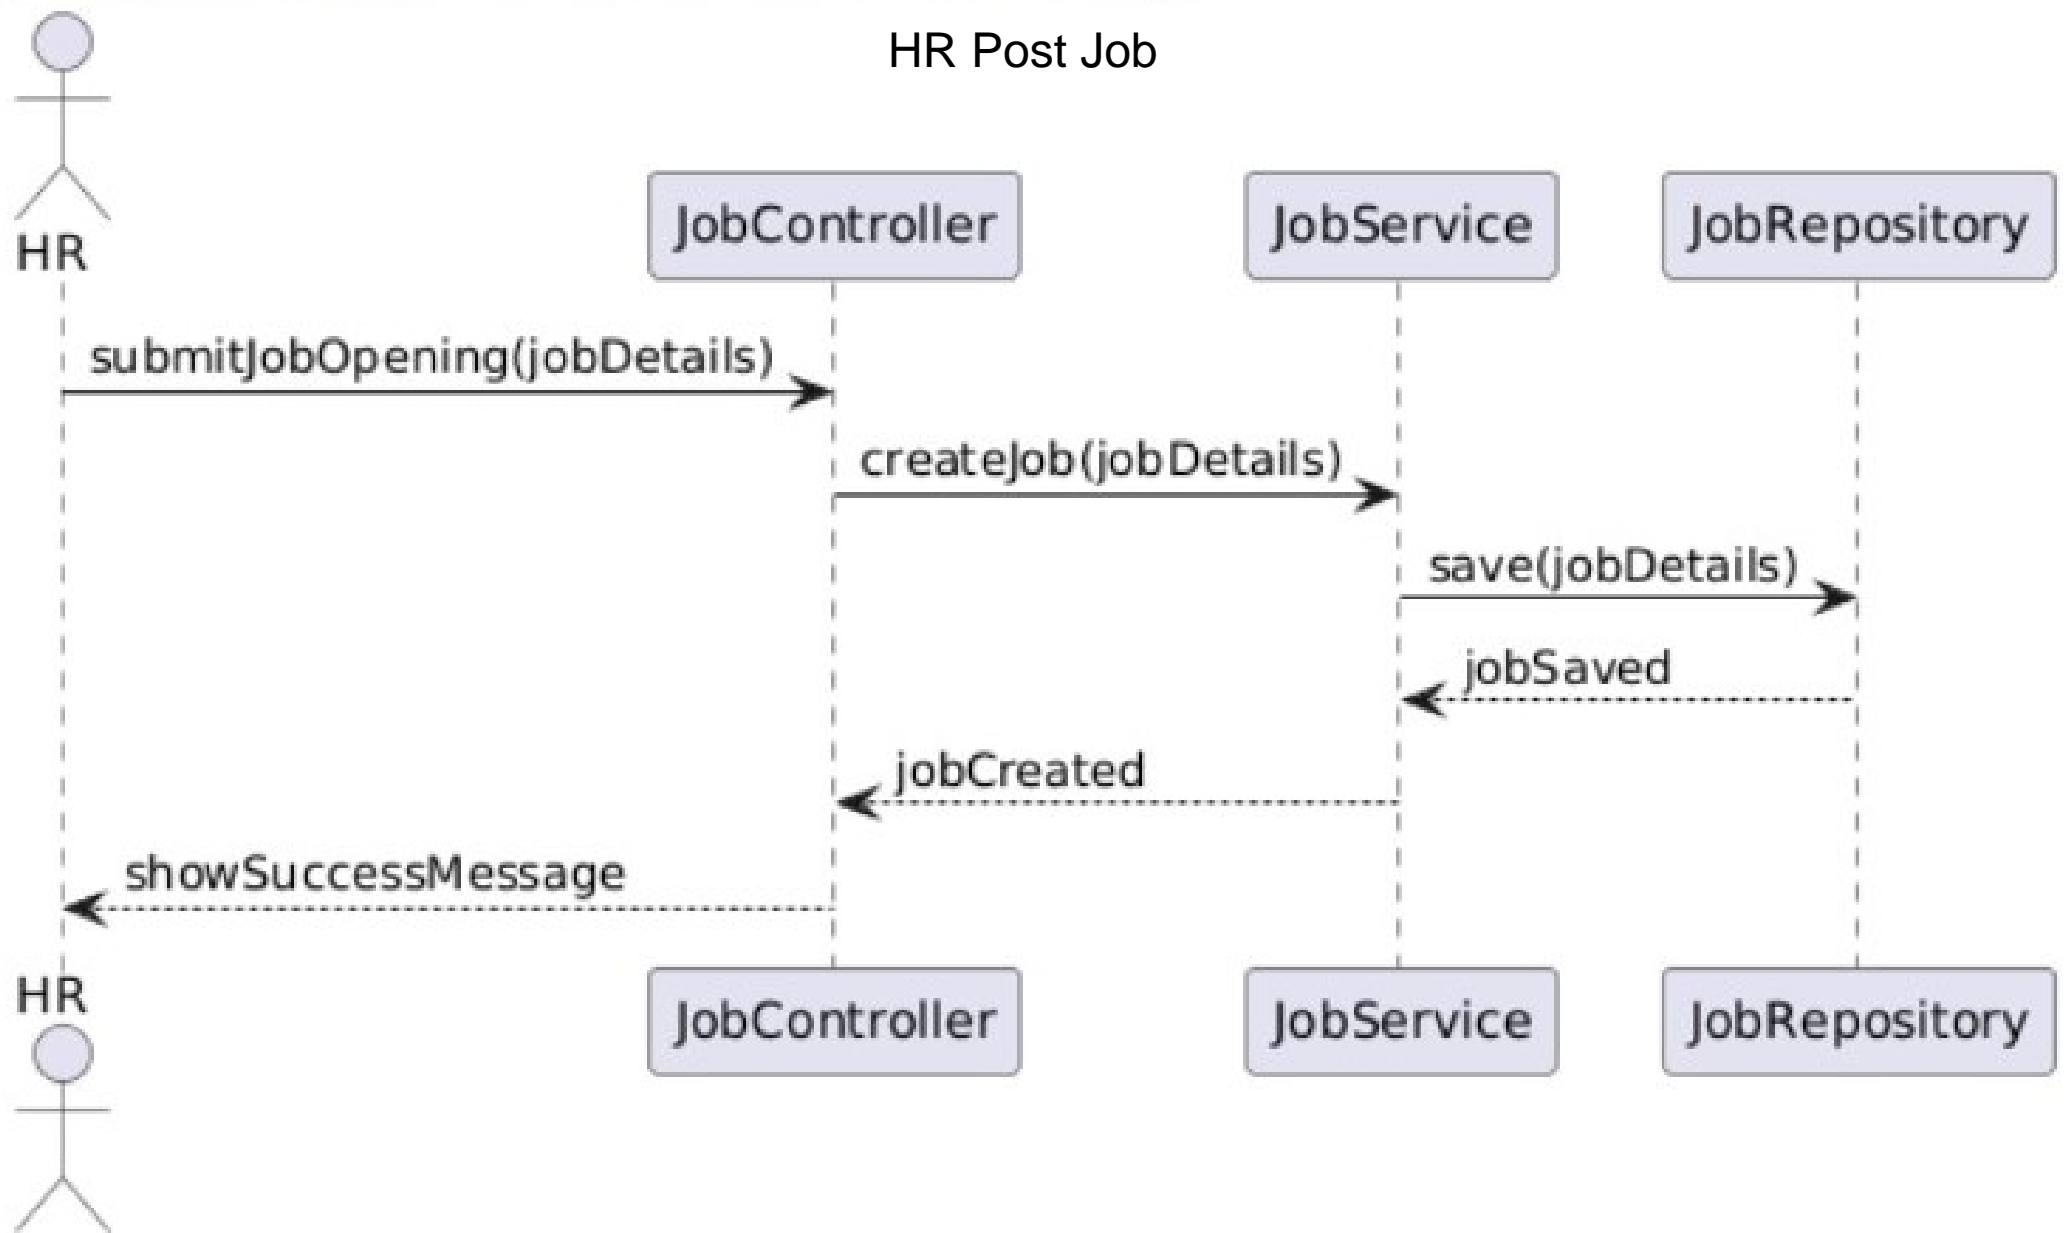 HR Post Job
HR
JobController
JobService
JobRepository
submitJobOpening(jobDetails)
createJob(jobDetails)
save(jobDetails)
jobSaved
jobCreated
showSuccessMessage
HR
JobController
JobService
JobRepository